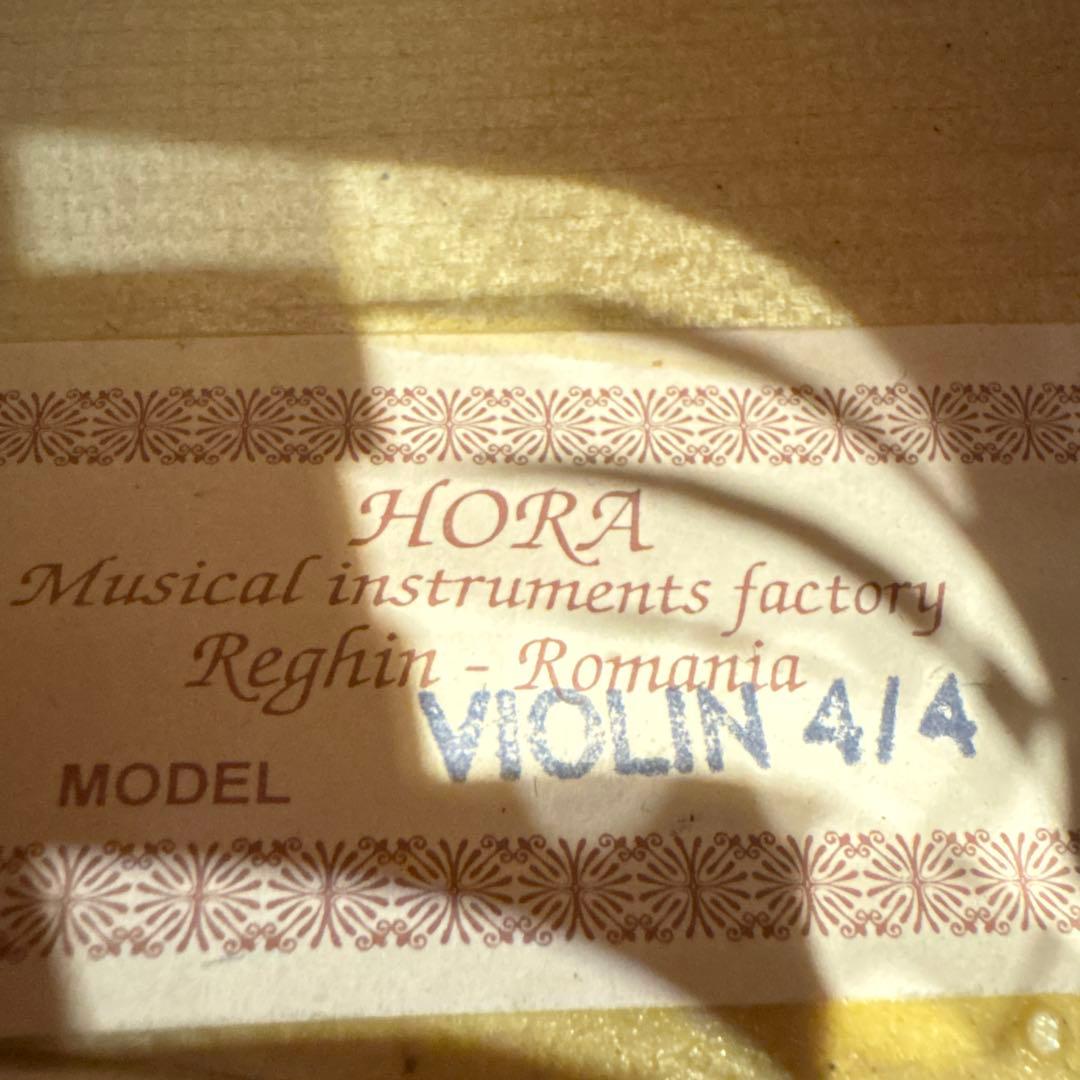 HORA
Musical instruments factory
Reghin - Romania
VIOLIN 4/4
MODEL